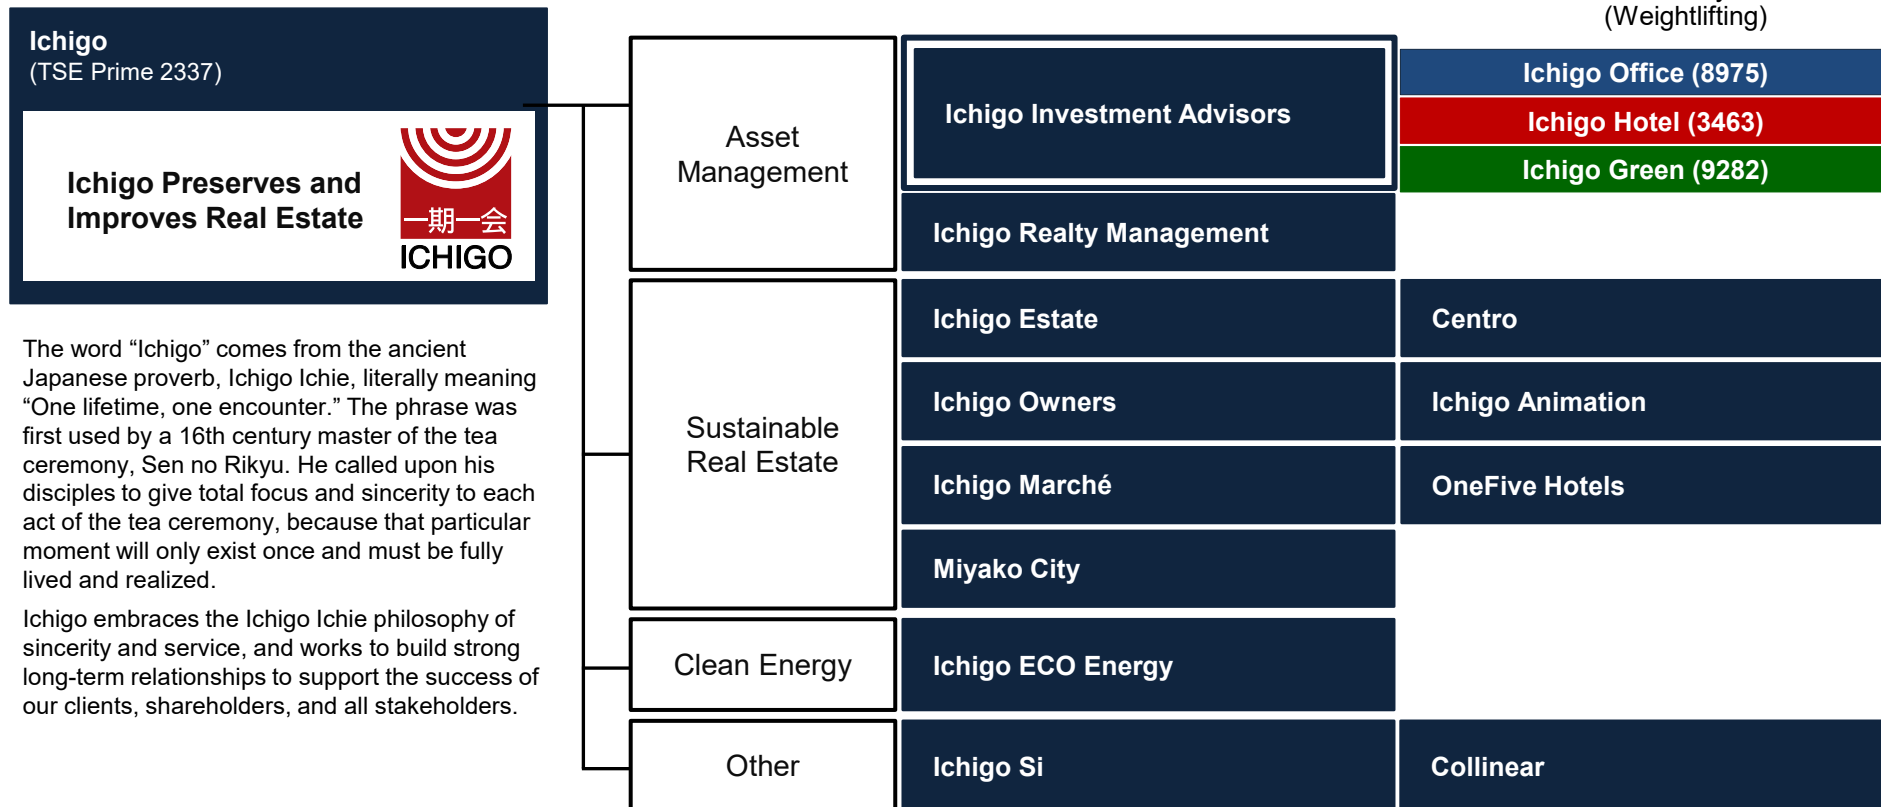 (Weightlifting)
Ichigo
(TSE Prime 2337)
Ichigo Preserves and
Improves Real Estate
一期一会
ICHIGO
The word “Ichigo” comes from the ancient
Japanese proverb, Ichigo Ichie, literally meaning
“One lifetime, one encounter.” The phrase was
first used by a 16th century master of the tea
ceremony, Sen no Rikyu. He called upon his
disciples to give total focus and sincerity to each
act of the tea ceremony, because that particular
moment will only exist once and must be fully
lived and realized.
Ichigo embraces the Ichigo Ichie philosophy of
sincerity and service, and works to build strong
long-term relationships to support the success of
our clients, shareholders, and all stakeholders.
Asset
Management
Ichigo Investment Advisors
Ichigo Office (8975)
Ichigo Hotel (3463)
Ichigo Green (9282)
Ichigo Realty Management
Sustainable
Real Estate
Ichigo Estate
Centro
Ichigo Owners
Ichigo Animation
Ichigo Marché
OneFive Hotels
Miyako City
Clean Energy
Ichigo ECO Energy
Other
Ichigo Si
Collinear